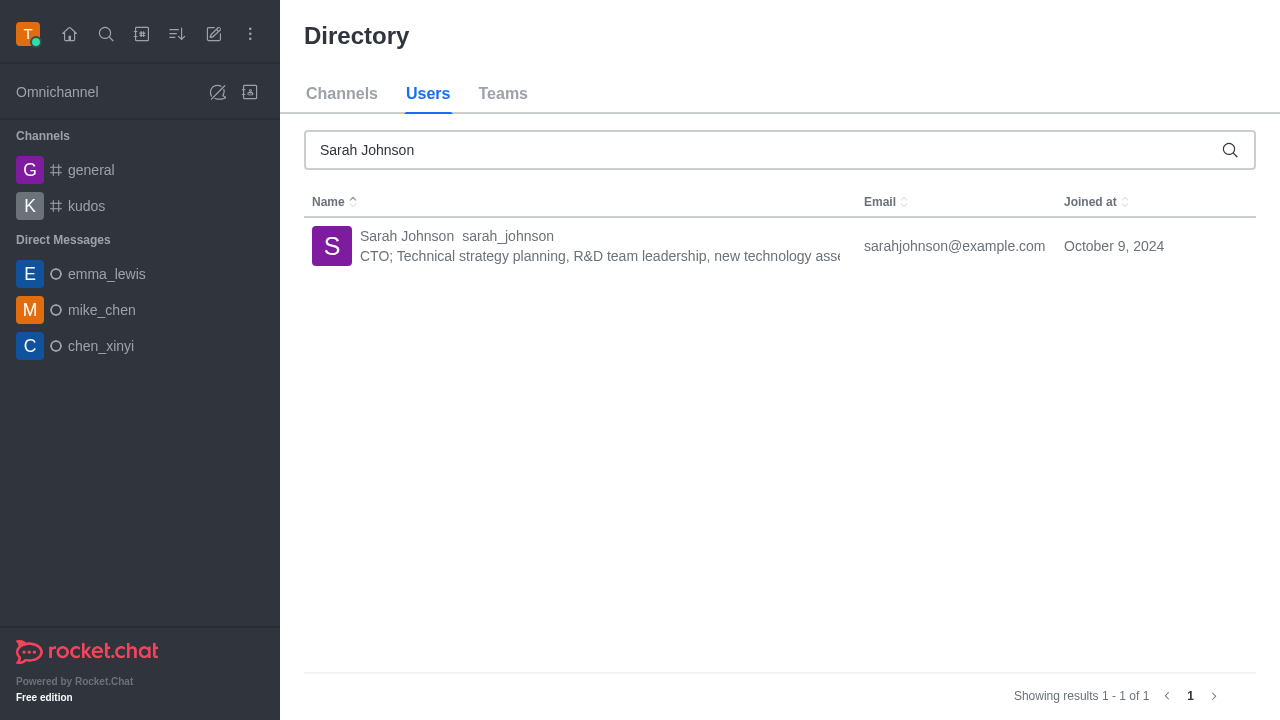 T
Directory
Channels Users Teams
Omnichannel
Sarah Johnson
Channels
G general
K kudos
Direct Messages
E emma_lewis
M mike_chen
C chen_xinyi
Name Email Joined at
S Sarah Johnson sarah_johnson
CTO; Technical strategy planning, R&D team leadership, new technology asse
sarahjohnson@example.com October 9, 2024
rocket.chat
Powered by Rocket.Chat
Free edition
Showing results 1 - 1 of 1 1